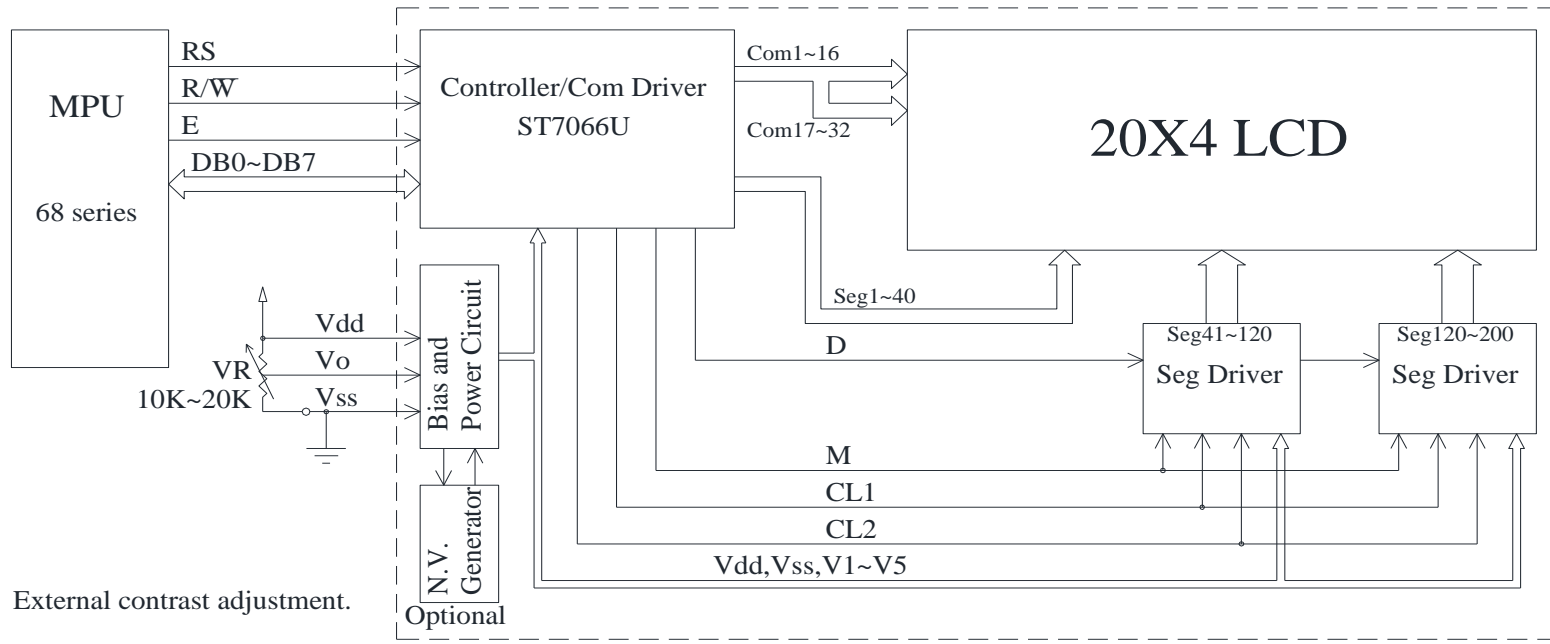 MPU
68 series
RS
R/W̅
E
DB0~DB7
Controller/Com Driver
ST7066U
Com1~16
Com17~32
20X4 LCD
Seg1~40
Vdd
Vo
Vss
VR
10K~20K
Bias and
Power Circuit
D
Seg41~120
Seg Driver
Seg120~200
Seg Driver
M
CL1
CL2
Vdd,Vss,V1~V5
N.V.
Generator
Optional
External contrast adjustment.